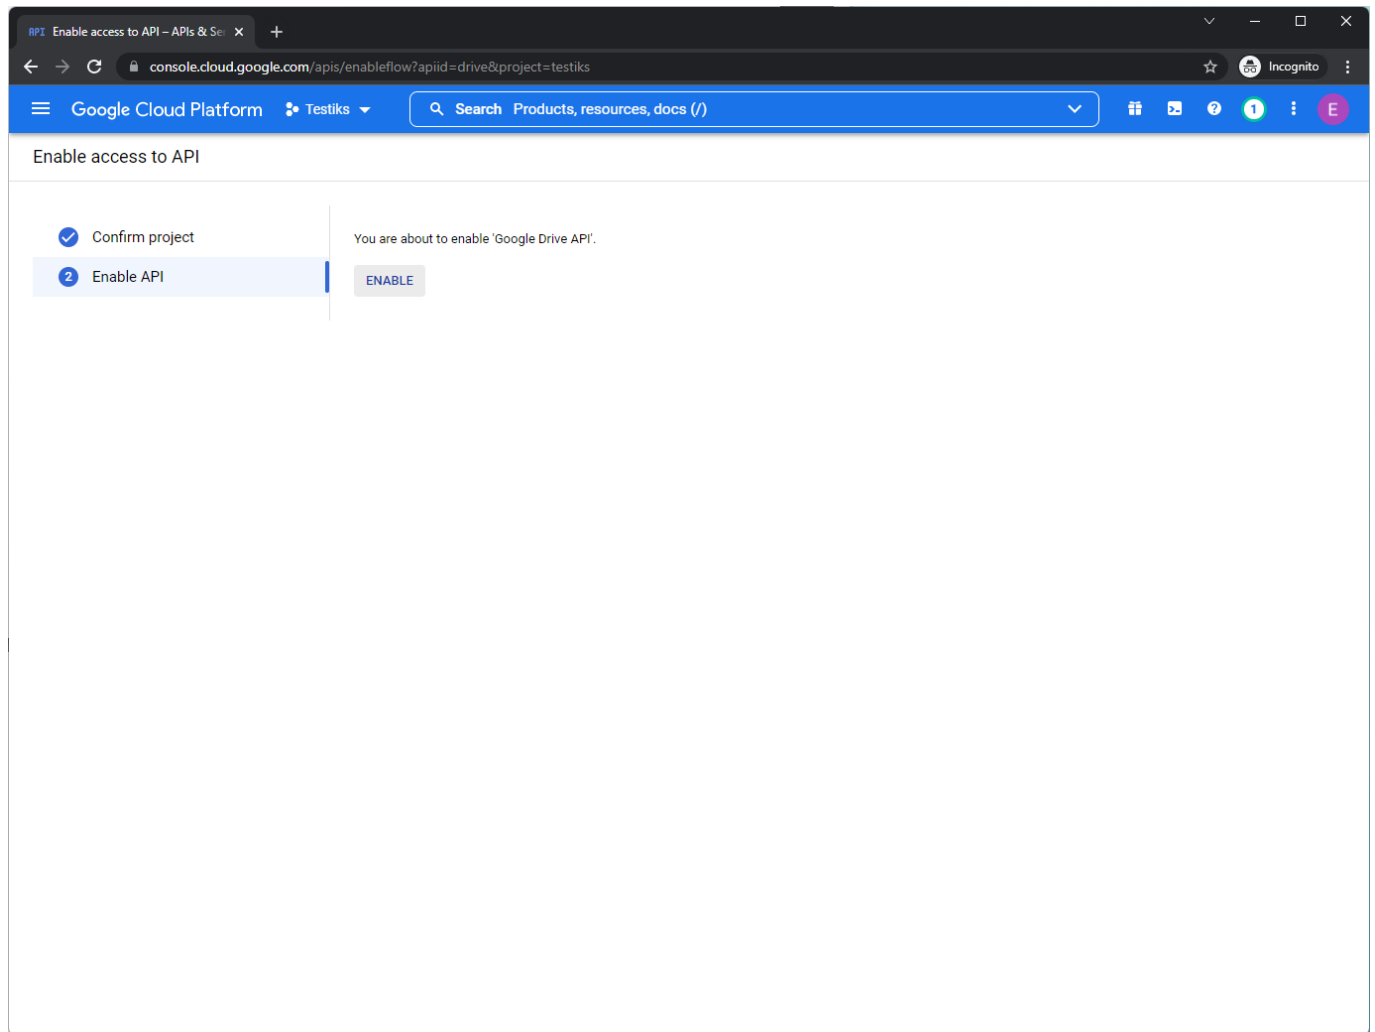 API Enable access to API – APIs & Se
console.cloud.google.com/apis/enableflow?apiid=drive&project=testiks
Incognito
Google Cloud Platform
Testiks
Search Products, resources, docs (/)
1
E
Enable access to API
Confirm project
2 Enable API
You are about to enable 'Google Drive API'.
ENABLE